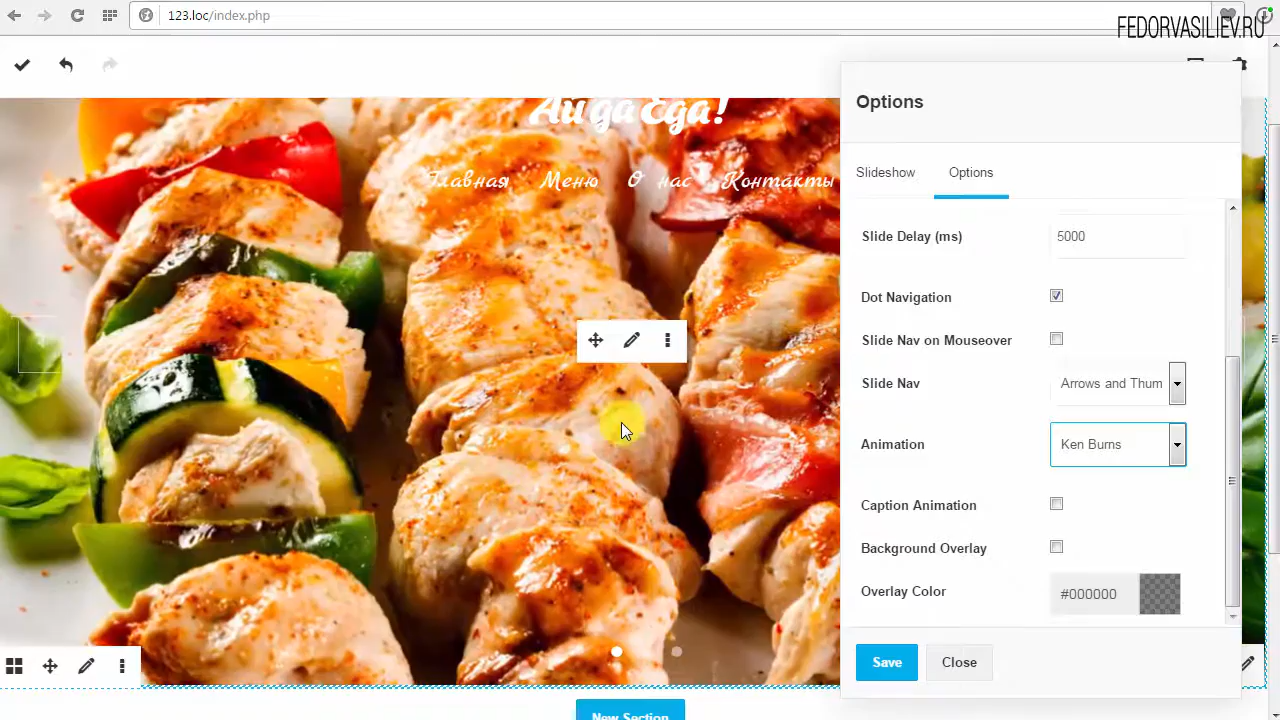 123.loc/index.php
FEDORVASILIEV.RU
Айда Еда!
Главная Меню О нас Контакты
Options
Slideshow Options
Slide Delay (ms) 5000
Dot Navigation
Slide Nav on Mouseover
Slide Nav Arrows and Thum
Animation Ken Burns
Caption Animation
Background Overlay
Overlay Color #000000
Save Close
New Section